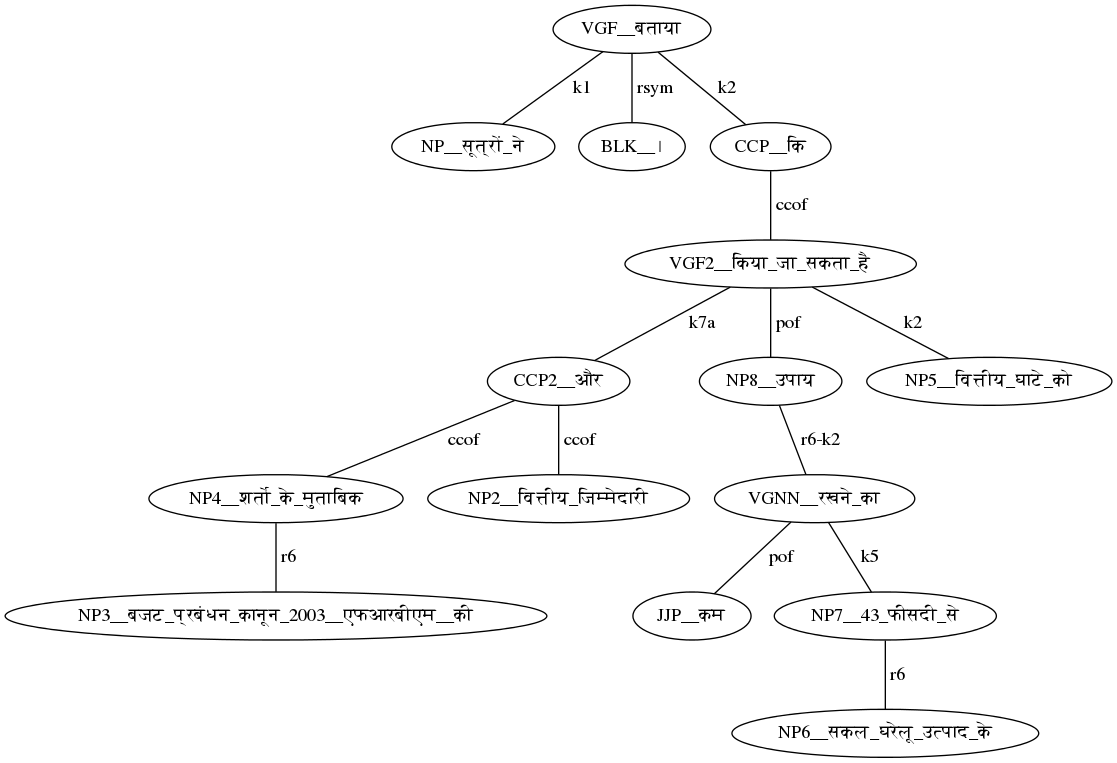 VGF__बताया
k1
rsym
k2
NP__सूत्रों_ने
BLK__।
CCP__कि
ccof
VGF2__किया_जा_सकता_है
k7a
pof
k2
CCP2__और
NP8__उपाय
NP5__वित्तीय_घाटे_को
ccof
ccof
r6-k2
NP4__शर्तो_के_मुताबिक
NP2__वित्तीय_जिम्मेदारी
VGNN__रखने_का
r6
pof
k5
NP3__बजट_प्रबंधन_कानून_2003__एफआरबीएम__की
JJP__कम
NP7__43_फीसदी_से
r6
NP6__सकल_घरेलू_उत्पाद_के